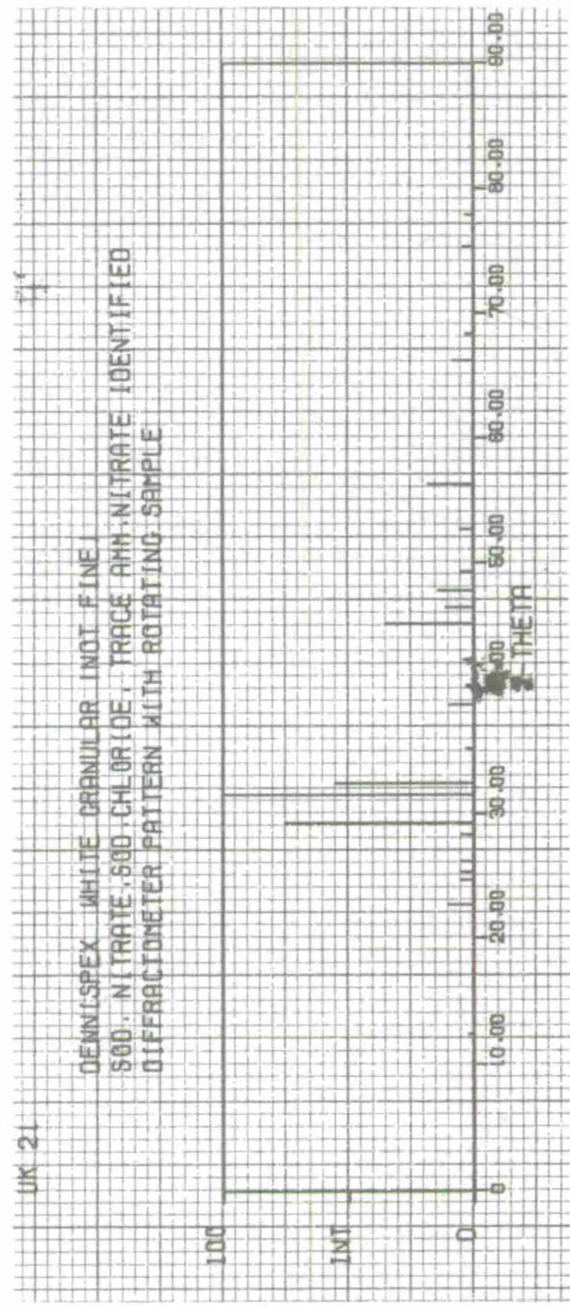 UK 21
DENNISPEX WHITE GRANULAR (NOT FINE)
SOD. NITRATE, SOD CHLORIDE, TRACE AMM. NITRATE IDENTIFIED
DIFFRACTOMETER PATTERN WITH ROTATING SAMPLE
100
INT
0
0 10.00 20.00 30.00 50.00 60.00 70.00 80.00 90.00
2-THETA